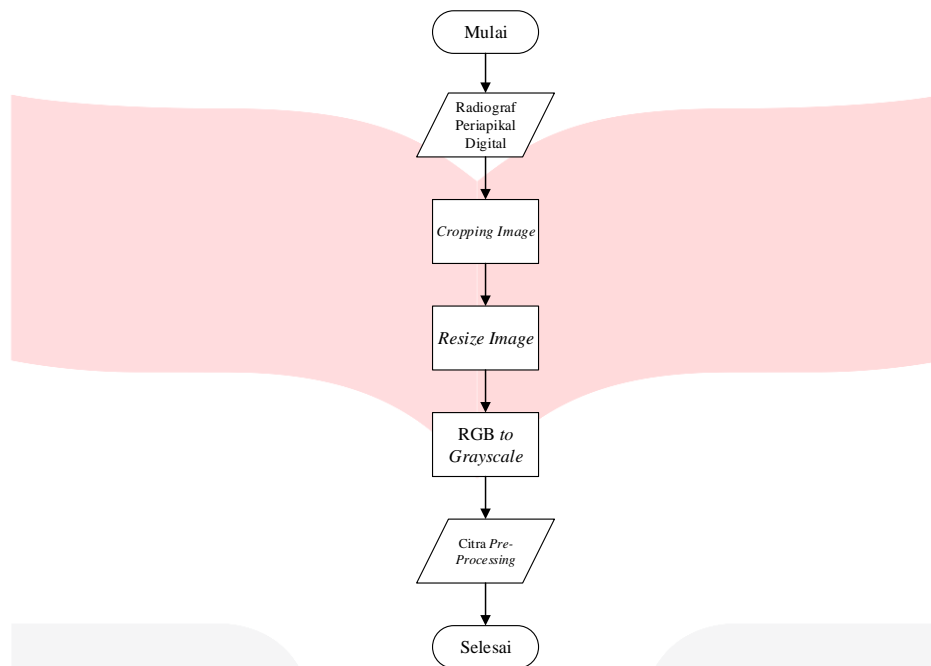 Mulai
Radiograf
Periapikal
Digital
Cropping Image
Resize Image
RGB to
Grayscale
Citra Pre-
Processing
Selesai